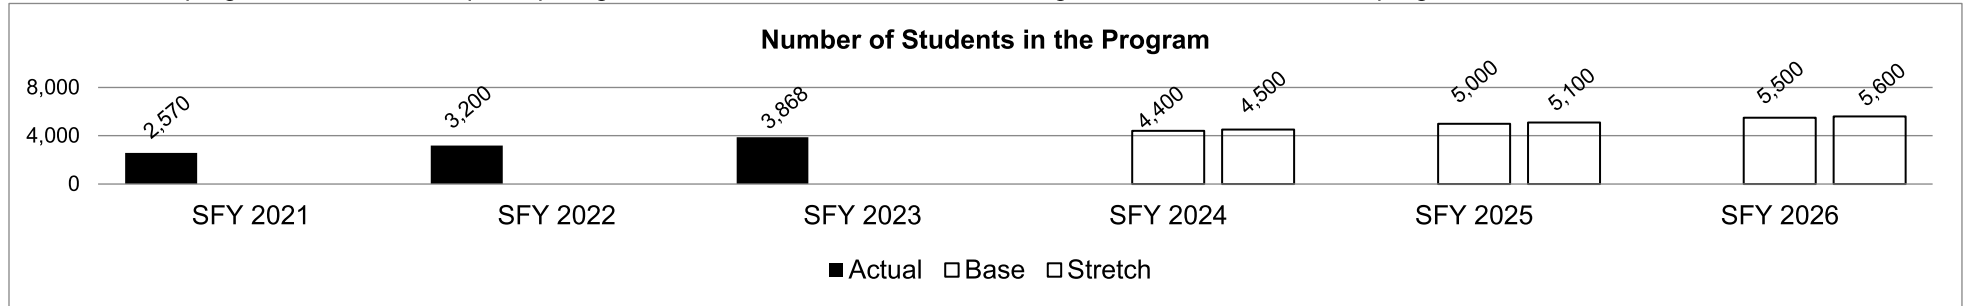 Number of Students in the Program
8,000
4,000
0
2,570
3,200
3,868
4,400
4,500
5,000
5,100
5,500
5,600
SFY 2021
SFY 2022
SFY 2023
SFY 2024
SFY 2025
SFY 2026
Actual
Base
Stretch